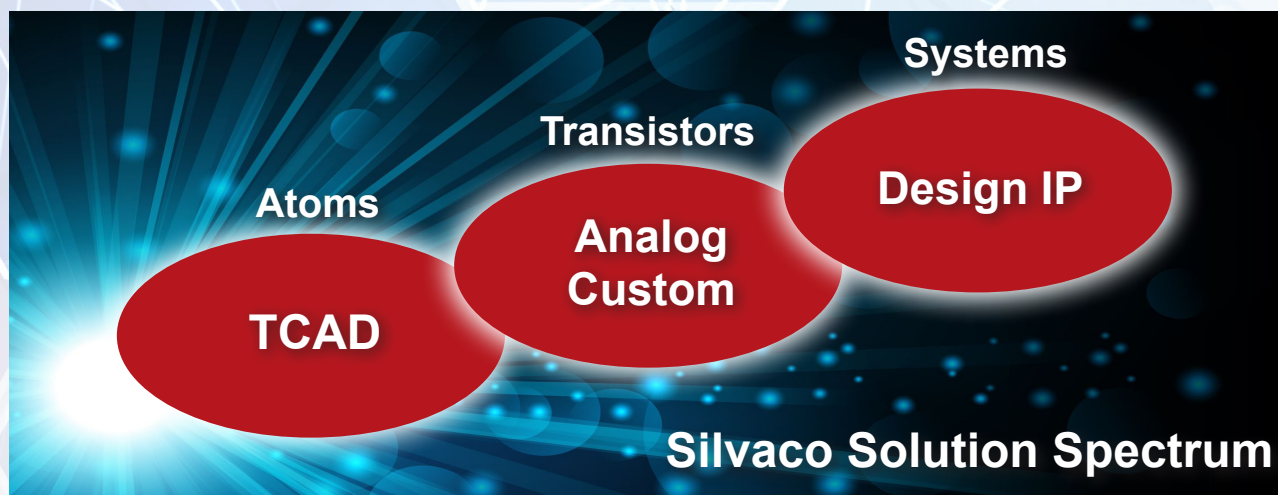 Atoms
TCAD
Transistors
Analog
Custom
Systems
Design IP
Silvaco Solution Spectrum